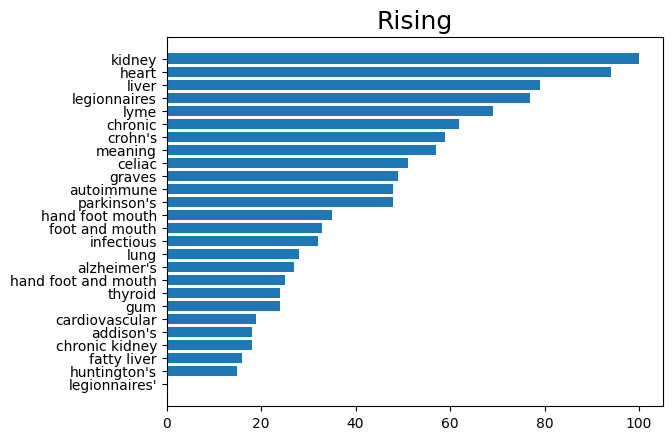 Rising
kidney
heart
liver
legionnaires
lyme
chronic
crohn's
meaning
celiac
graves
autoimmune
parkinson's
hand foot mouth
foot and mouth
infectious
lung
alzheimer's
hand foot and mouth
thyroid
gum
cardiovascular
addison's
chronic kidney
fatty liver
huntington's
legionnaires'
0 20 40 60 80 100